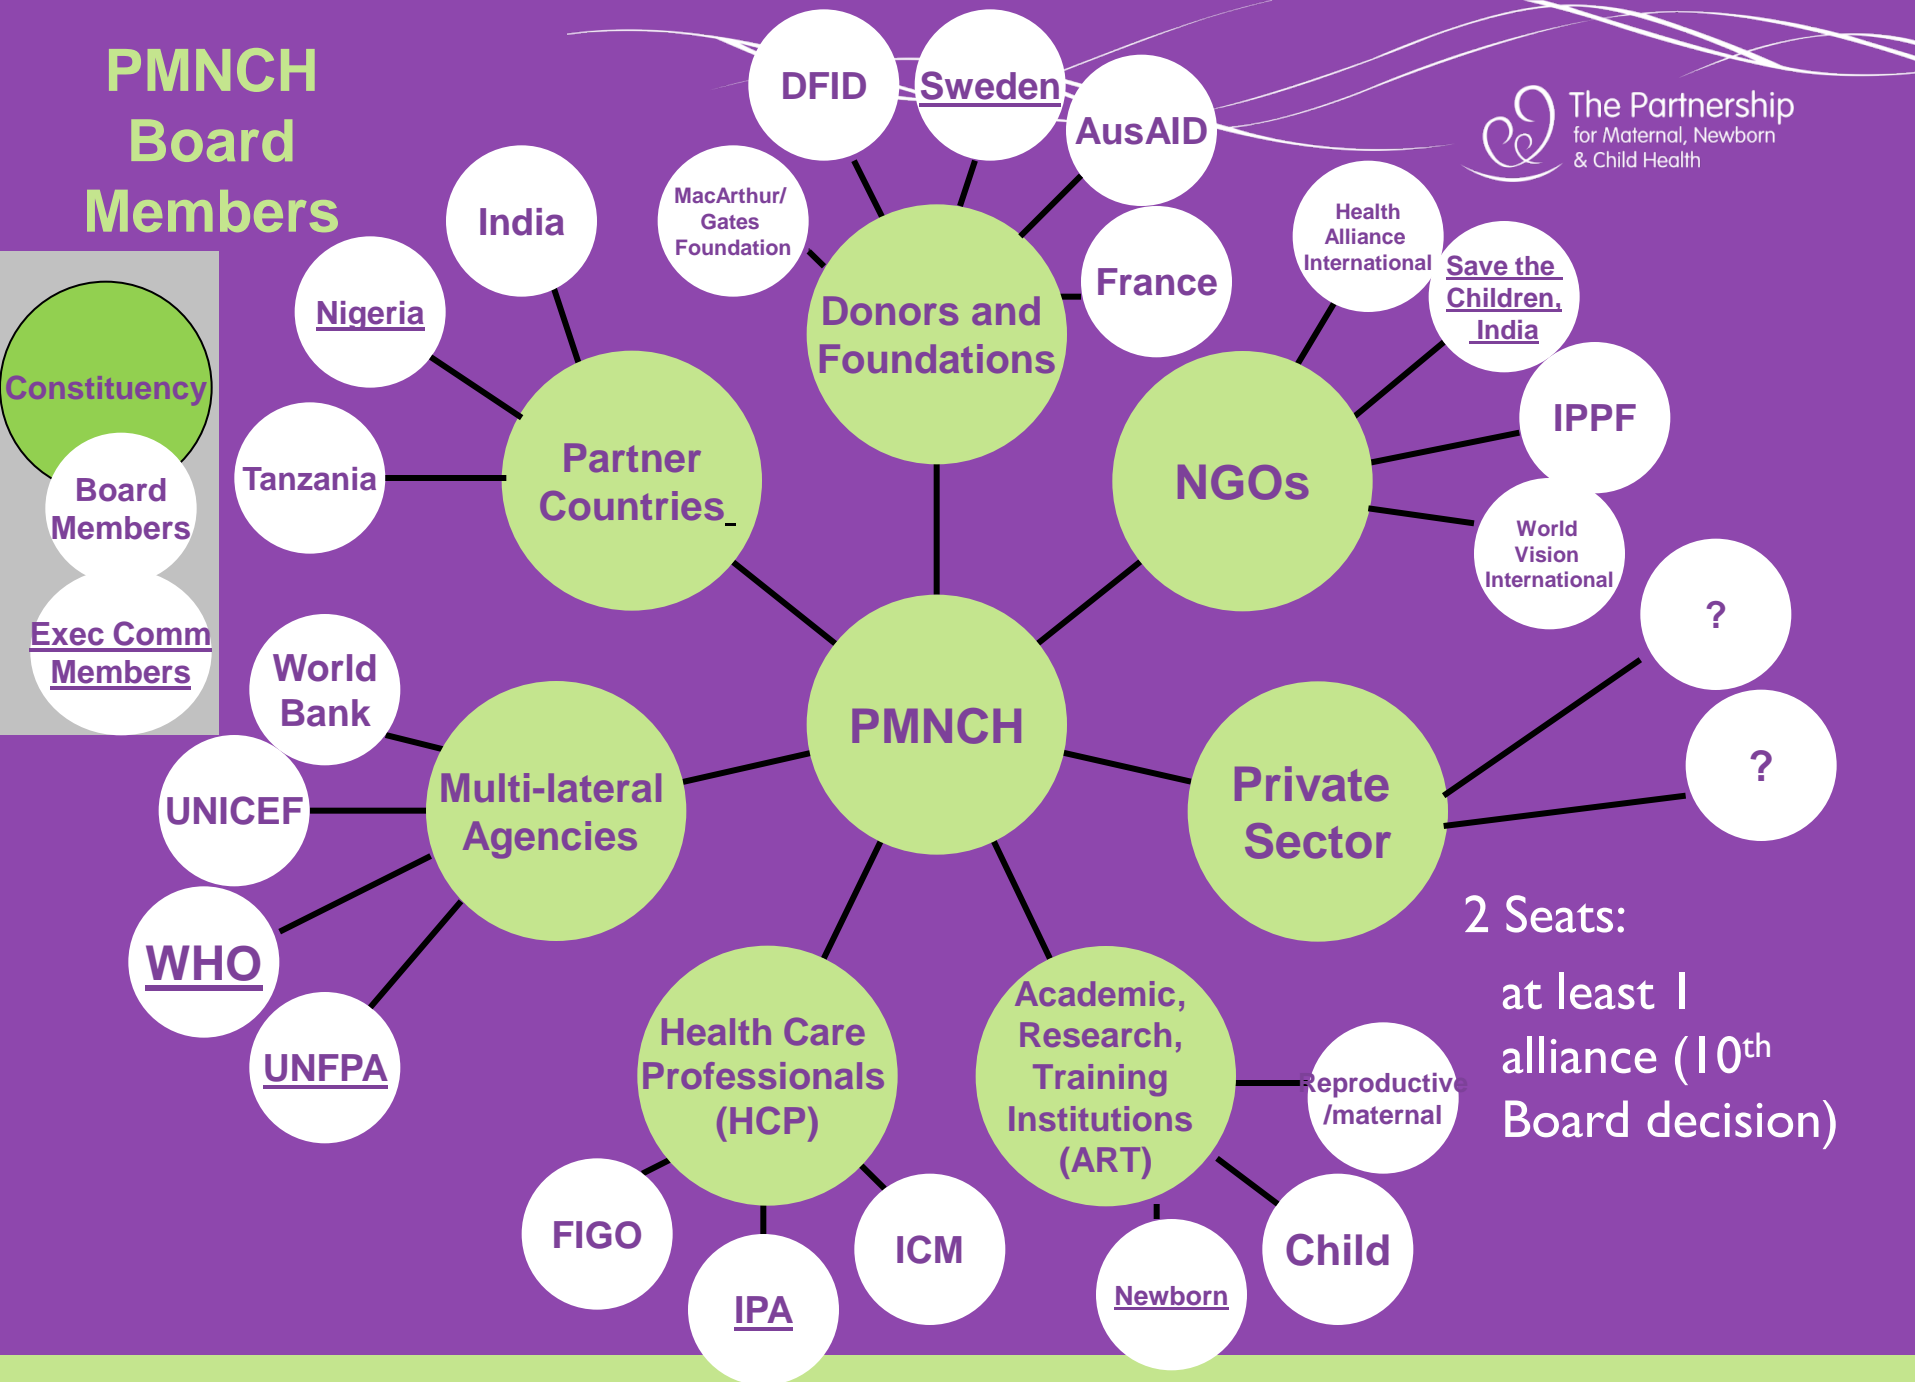 PMNCH
Board
Members
The Partnership
for Maternal, Newborn
& Child Health
Constituency
Board
Members
Exec Comm
Members
DFID
Sweden
AusAID
MacArthur/
Gates
Foundation
France
Donors and
Foundations
India
Nigeria
Tanzania
Partner
Countries
Health
Alliance
International
Save the
Children,
India
IPPF
World
Vision
International
NGOs
PMNCH
?
?
Private
Sector
2 Seats:
at least 1
alliance (10th
Board decision)
World
Bank
UNICEF
WHO
UNFPA
Multi-lateral
Agencies
Health Care
Professionals
(HCP)
FIGO
IPA
ICM
Academic,
Research,
Training
Institutions
(ART)
Reproductive
/maternal
Child
Newborn